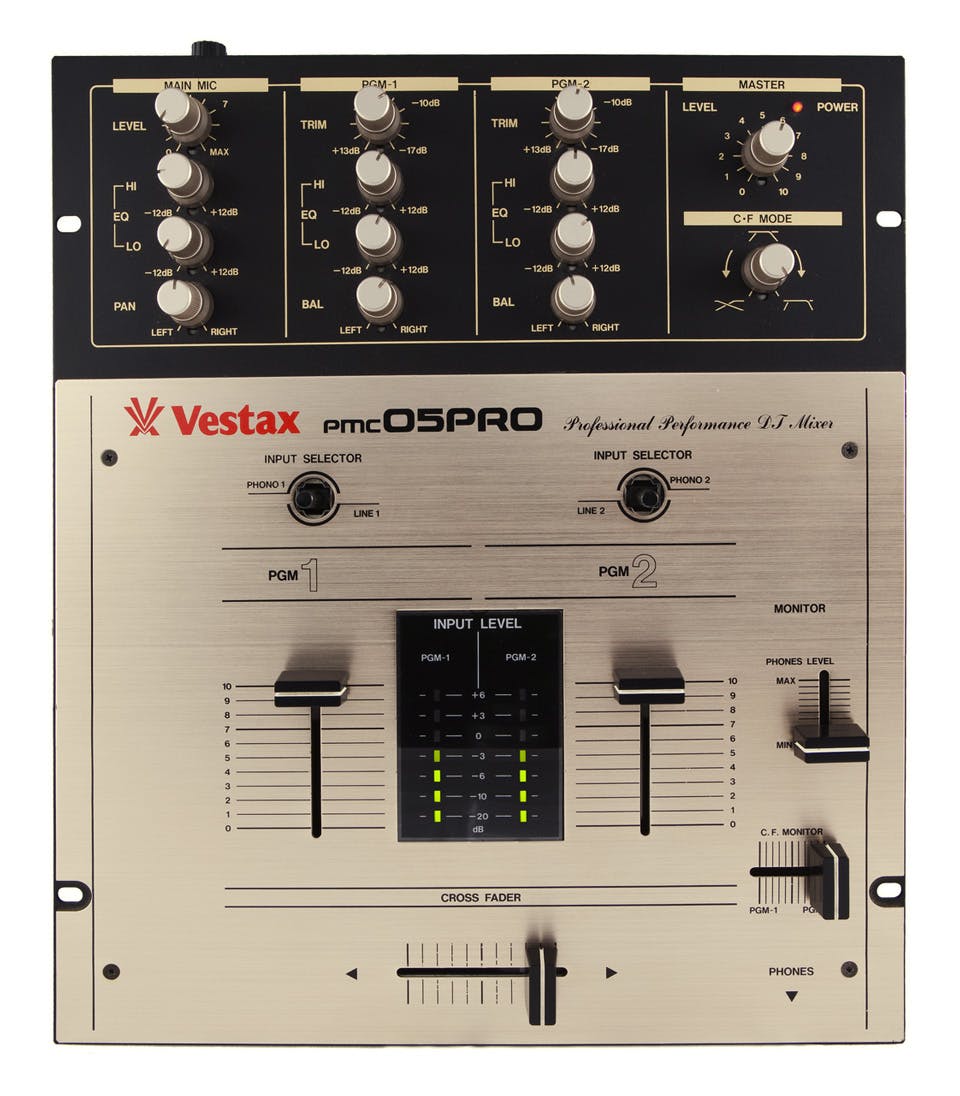 MAIN MIC
LEVEL
7
0
MAX
HI
EQ
-12dB
+12dB
LO
-12dB
+12dB
PAN
LEFT
RIGHT
PGM-1
-10dB
TRIM
+13dB
-17dB
HI
EQ
-12dB
+12dB
LO
-12dB
+12dB
BAL
LEFT
RIGHT
PGM-2
-10dB
TRIM
+13dB
-17dB
HI
EQ
-12dB
+12dB
LO
-12dB
+12dB
BAL
LEFT
RIGHT
MASTER
LEVEL
POWER
0 1 2 3 4 5 6 7 8 9 10
C·F MODE
Vestax PMC05PRO Professional Performance DJ Mixer
INPUT SELECTOR
PHONO 1
LINE 1
INPUT SELECTOR
PHONO 2
LINE 2
PGM 1
PGM 2
10
9
8
7
6
5
4
3
2
1
0
INPUT LEVEL
PGM-1 PGM-2
+6
+3
0
-3
-6
-10
-20
dB
10
9
8
7
6
5
4
3
2
1
0
MONITOR
PHONES LEVEL
MAX
MIN
C.F. MONITOR
PGM-1
CROSS FADER
PHONES